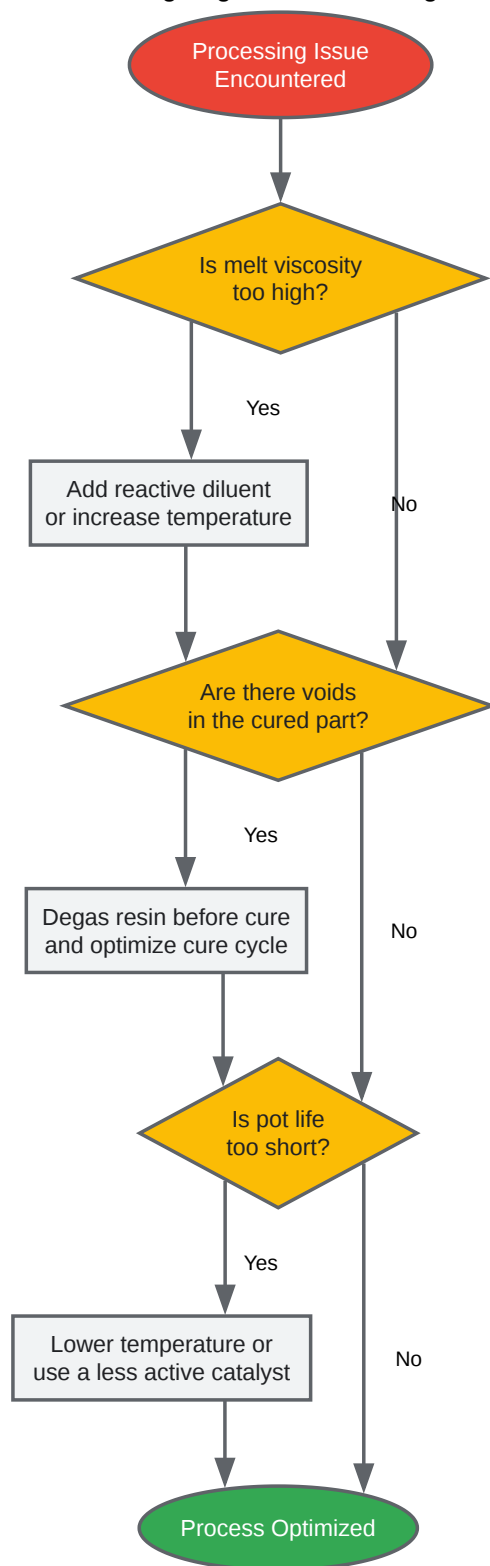 Processing Issue
Encountered
Is melt viscosity
too high?
Yes
Add reactive diluent
or increase temperature
No
Are there voids
in the cured part?
Yes
Degas resin before cure
and optimize cure cycle
No
Is pot life
too short?
Yes
Lower temperature or
use a less active catalyst
No
Process Optimized